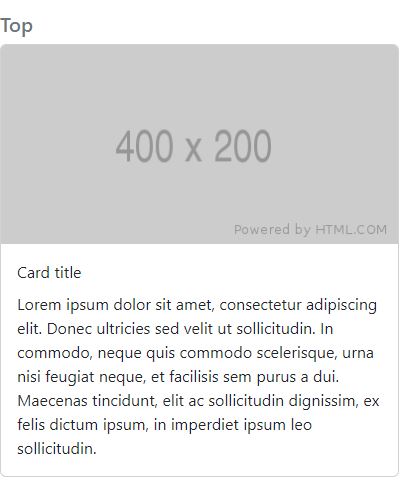 Top
400 x 200
Powered by HTML.COM
Card title
Lorem ipsum dolor sit amet, consectetur adipiscing
elit. Donec ultricies sed velit ut sollicitudin. In
commodo, neque quis commodo scelerisque, urna
nisi feugiat neque, et facilisis sem purus a dui.
Maecenas tincidunt, elit ac sollicitudin dignissim, ex
felis dictum ipsum, in imperdiet ipsum leo
sollicitudin.